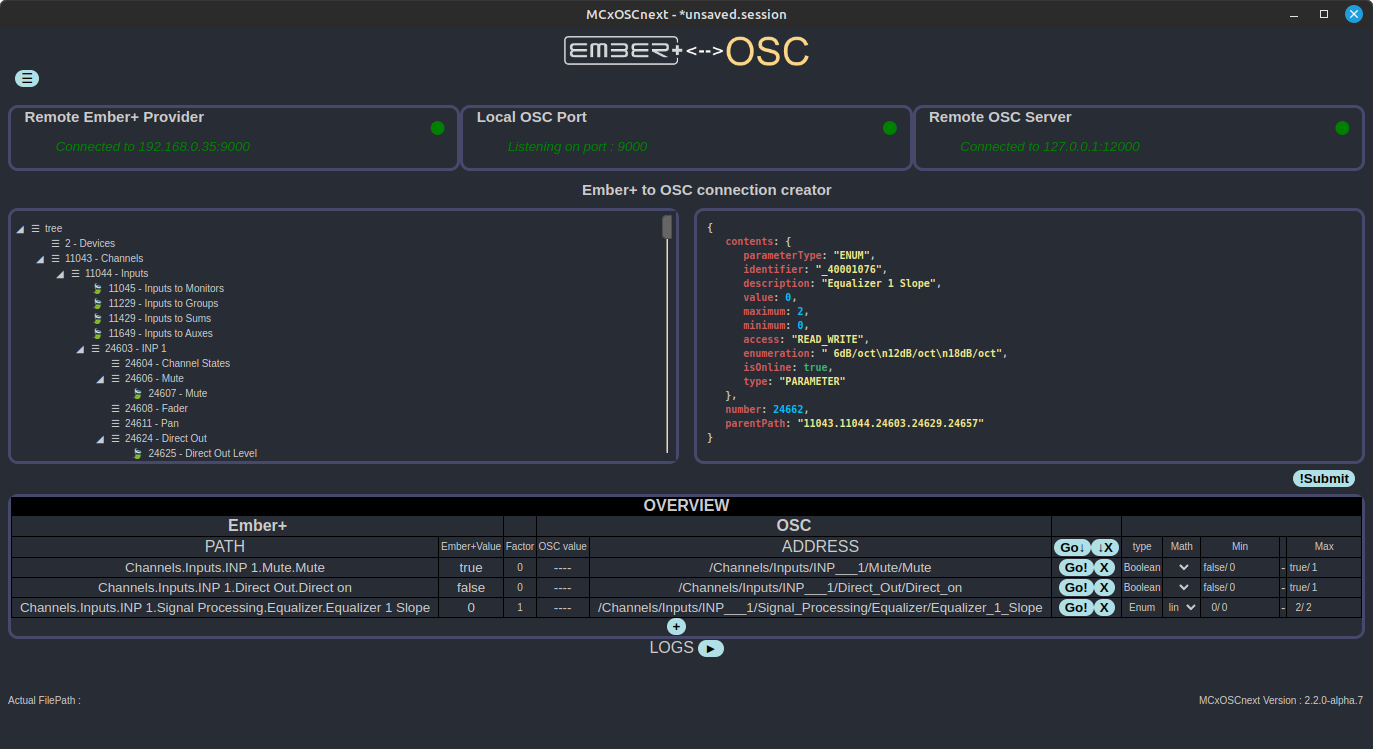 MCxOSCnext - *unsaved.session
EMBER+ <--> OSC
☰
Remote Ember+ Provider
Connected to 192.168.0.35:9000
Local OSC Port
Listening on port : 9000
Remote OSC Server
Connected to 127.0.0.1:12000
Ember+ to OSC connection creator
tree
2 - Devices
11043 - Channels
11044 - Inputs
11045 - Inputs to Monitors
11229 - Inputs to Groups
11429 - Inputs to Sums
11649 - Inputs to Auxes
24603 - INP 1
24604 - Channel States
24606 - Mute
24607 - Mute
24608 - Fader
24611 - Pan
24624 - Direct Out
24625 - Direct Out Level
{
contents: {
parameterType: "ENUM",
identifier: "_40001076",
description: "Equalizer 1 Slope",
value: 0,
maximum: 2,
minimum: 0,
access: "READ_WRITE",
enumeration: " 6dB/oct\n12dB/oct\n18dB/oct",
isOnline: true,
type: "PARAMETER"
},
number: 24662,
parentPath: "11043.11044.24603.24629.24657"
}
!Submit
OVERVIEW
Ember+ OSC
PATH Ember+Value Factor OSC value ADDRESS Go↓ ↓X type Math Min Max
Channels.Inputs.INP 1.Mute.Mute true 0 ---- /Channels/Inputs/INP___1/Mute/Mute Go! X Boolean false/ 0 - true/ 1
Channels.Inputs.INP 1.Direct Out.Direct on false 0 ---- /Channels/Inputs/INP___1/Direct_Out/Direct_on Go! X Boolean false/ 0 - true/ 1
Channels.Inputs.INP 1.Signal Processing.Equalizer.Equalizer 1 Slope 0 1 ---- /Channels/Inputs/INP___1/Signal_Processing/Equalizer/Equalizer_1_Slope Go! X Enum lin 0/ 0 - 2/ 2
+
LOGS ►
Actual FilePath :
MCxOSCnext Version : 2.2.0-alpha.7